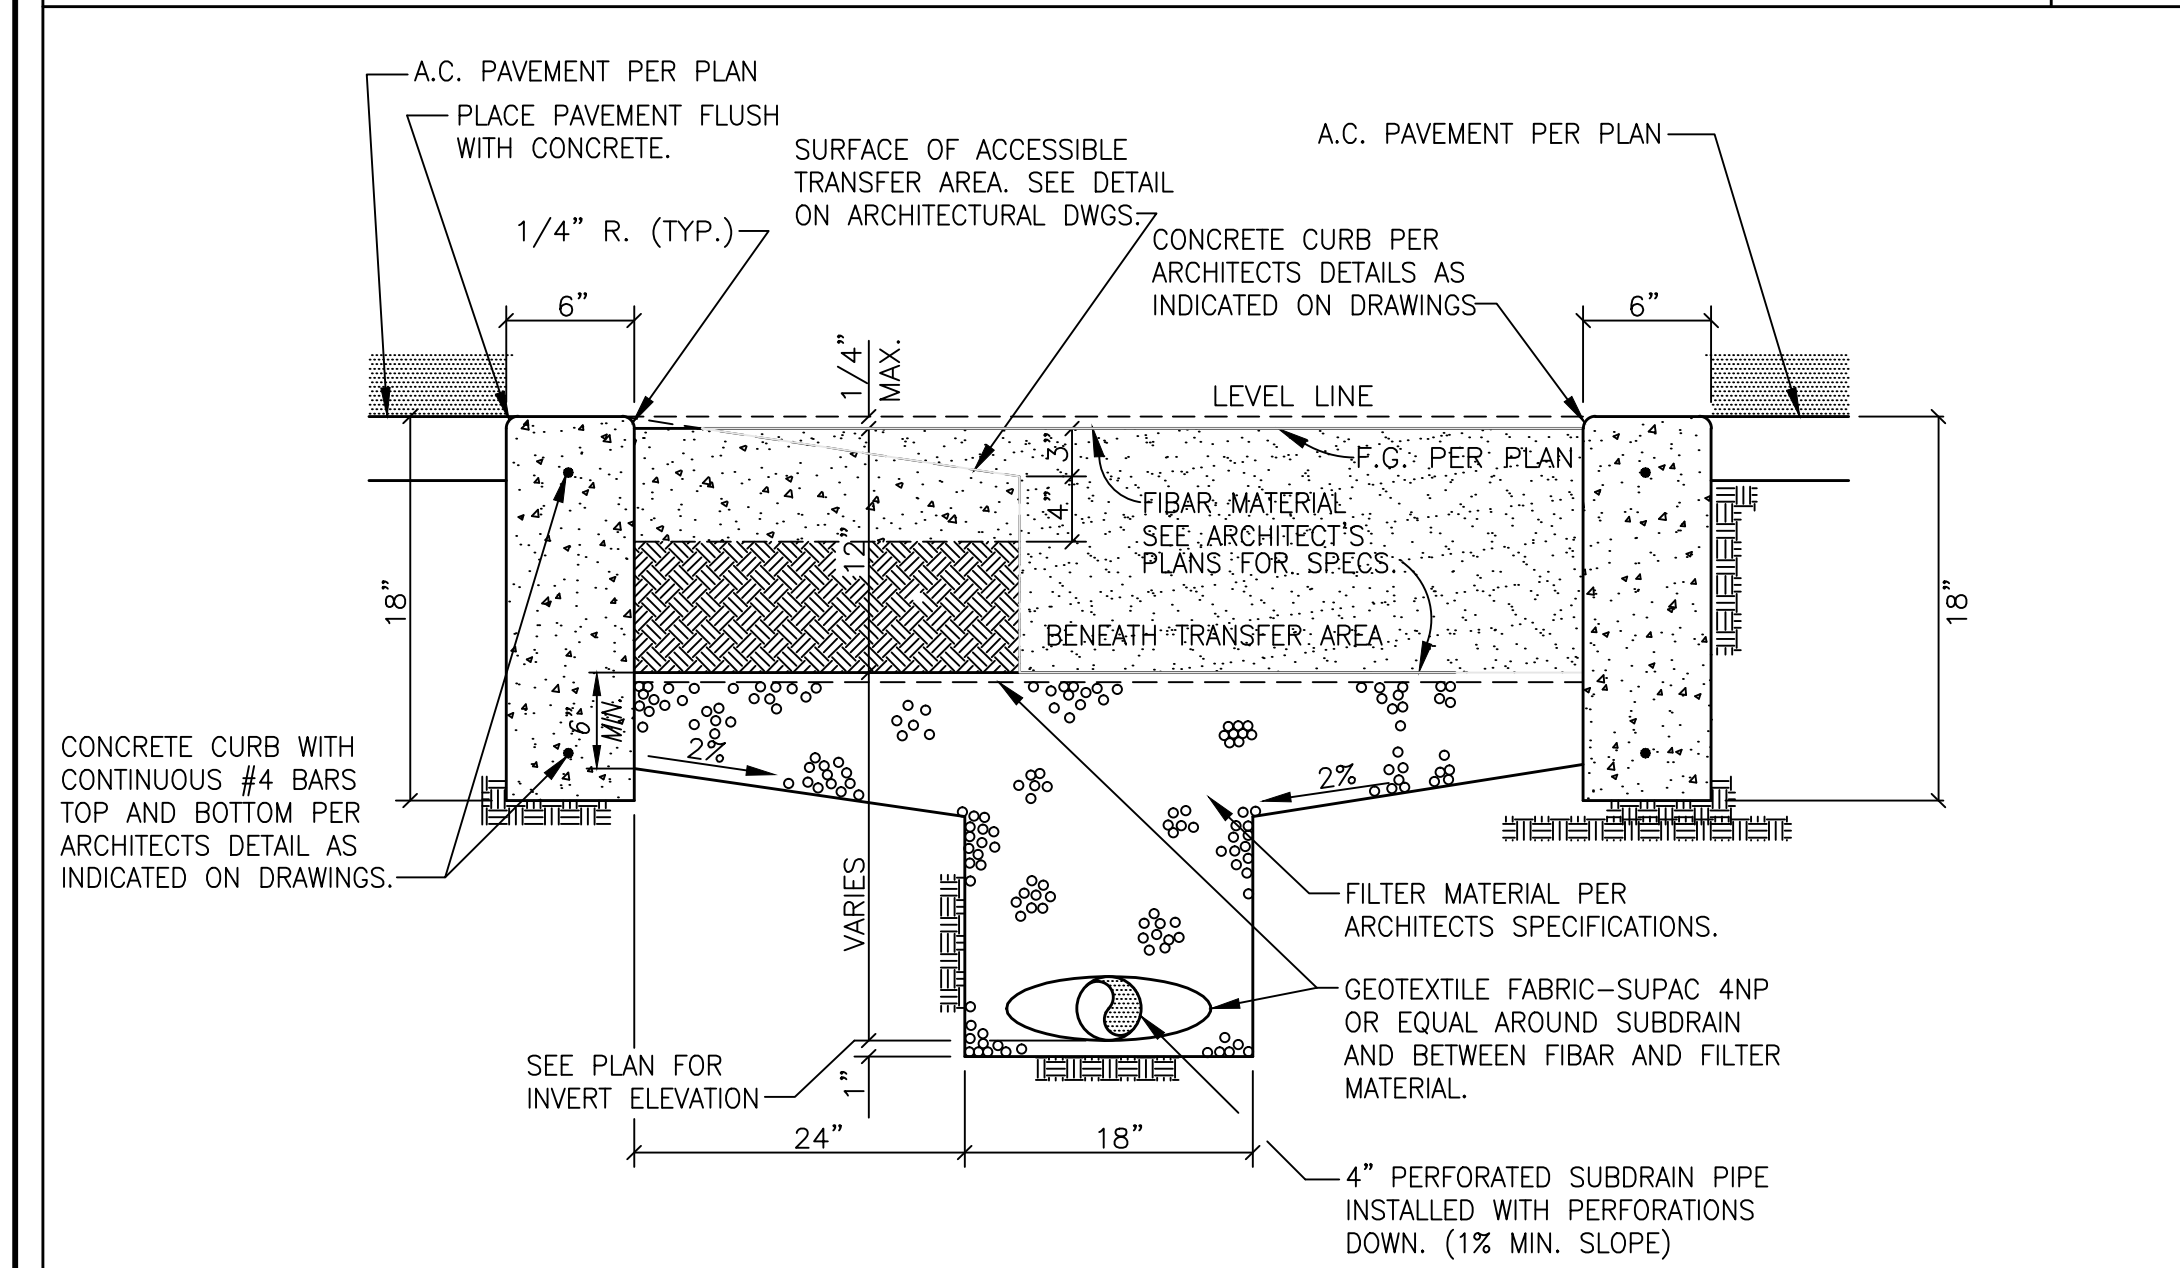 A.C. PAVEMENT PER PLAN
PLACE PAVEMENT FLUSH
WITH CONCRETE.
SURFACE OF ACCESSIBLE
TRANSFER AREA. SEE DETAIL
ON ARCHITECTURAL DWGS.
A.C. PAVEMENT PER PLAN
1/4" R. (TYP.)
CONCRETE CURB PER
ARCHITECTS DETAILS AS
INDICATED ON DRAWINGS
6"
6"
1/4"
MAX.
LEVEL LINE
3"
F.G. PER PLAN
4"
FIBAR MATERIAL
SEE ARCHITECT'S
PLANS FOR SPECS.
12"
18"
18"
BENEATH TRANSFER AREA
6"
MIN.
2%
2%
CONCRETE CURB WITH
CONTINUOUS #4 BARS
TOP AND BOTTOM PER
ARCHITECTS DETAIL AS
INDICATED ON DRAWINGS.
VARIES
FILTER MATERIAL PER
ARCHITECTS SPECIFICATIONS.
GEOTEXTILE FABRIC-SUPAC 4NP
OR EQUAL AROUND SUBDRAIN
AND BETWEEN FIBAR AND FILTER
MATERIAL.
SEE PLAN FOR
INVERT ELEVATION
1"
24"
18"
4" PERFORATED SUBDRAIN PIPE
INSTALLED WITH PERFORATIONS
DOWN. (1% MIN. SLOPE)